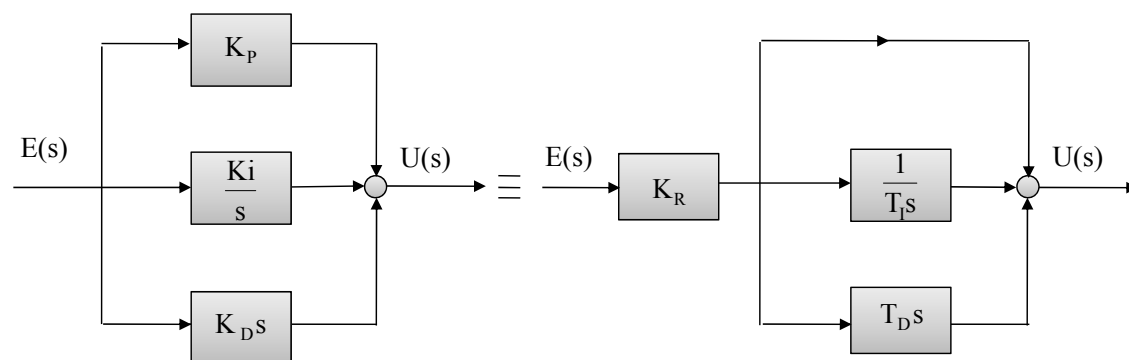 K_P
E(s)
Ki
s
U(s)
K_D s
≡
E(s)
K_R
1
T_I s
U(s)
T_D s